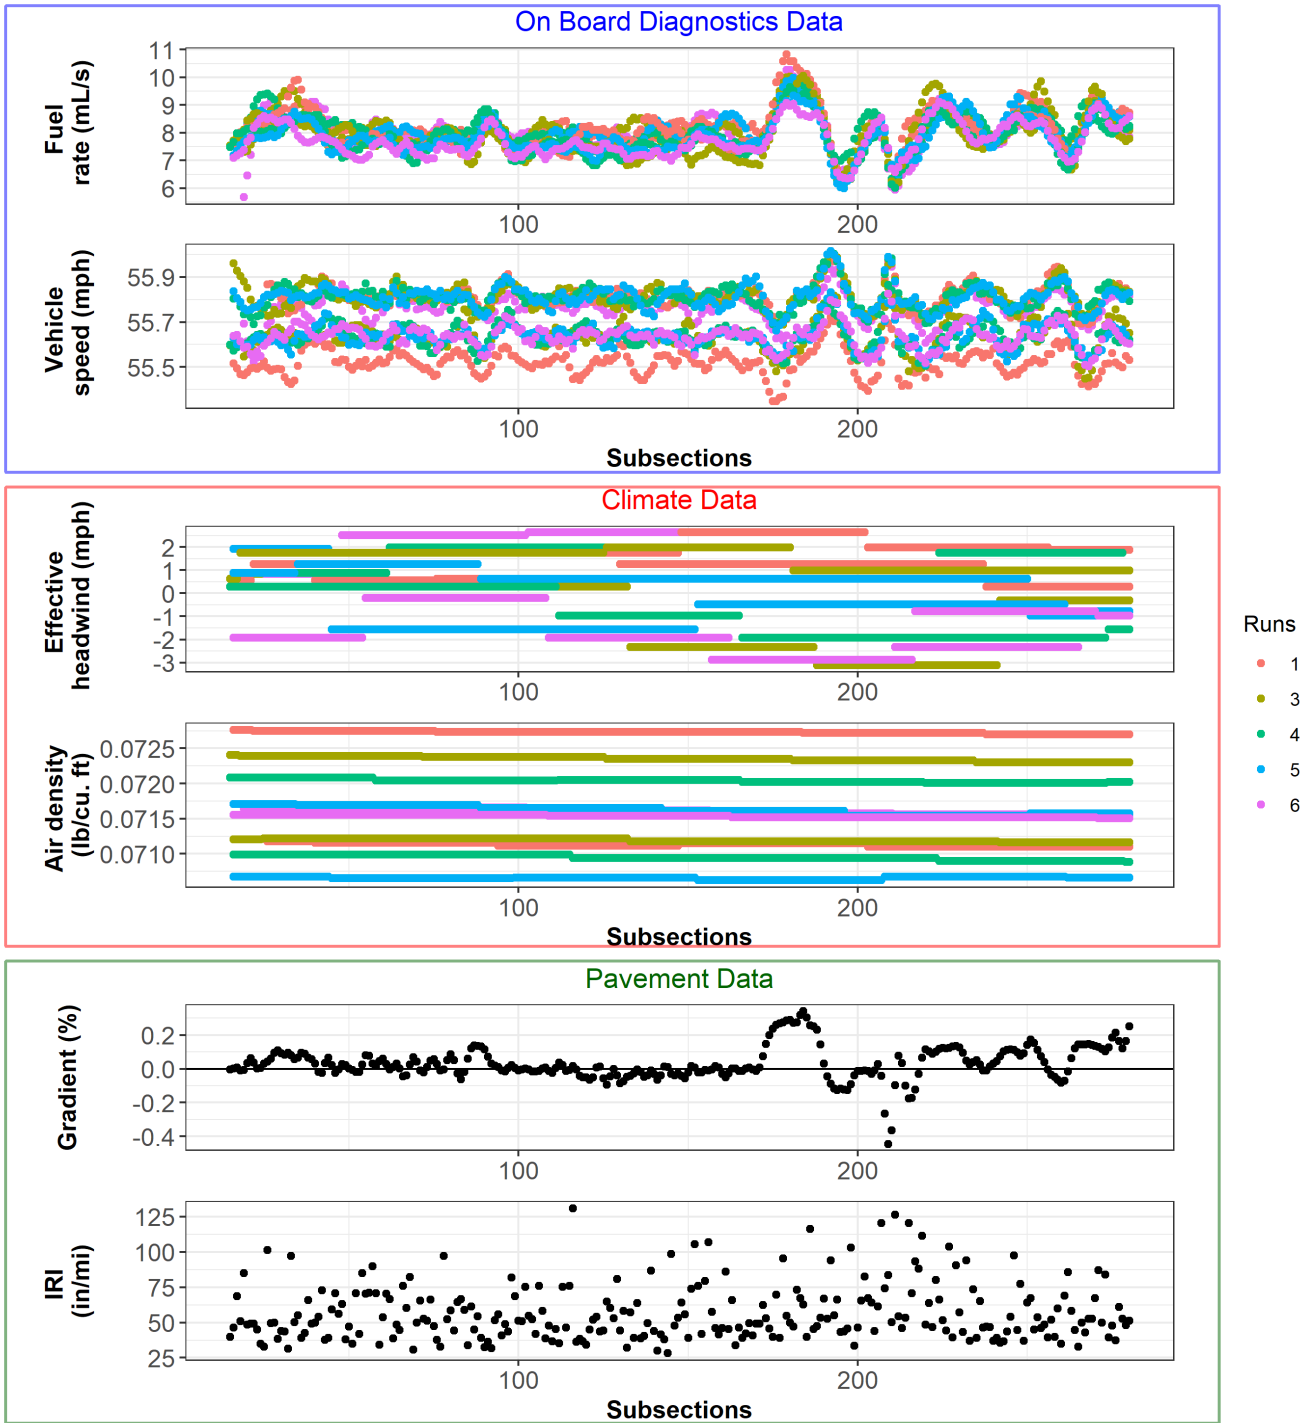 On Board Diagnostics Data
Fuel
rate (mL/s)
11
10
9
8
7
6
100
200
Vehicle
speed (mph)
55.9
55.7
55.5
100
200
Subsections
Climate Data
Effective
headwind (mph)
2
1
0
-1
-2
-3
100
200
Air density
(lb/cu. ft)
0.0725
0.0720
0.0715
0.0710
100
200
Subsections
Runs
1
3
4
5
6
Pavement Data
Gradient (%)
0.2
0.0
-0.2
-0.4
100
200
IRI
(in/mi)
125
100
75
50
25
100
200
Subsections